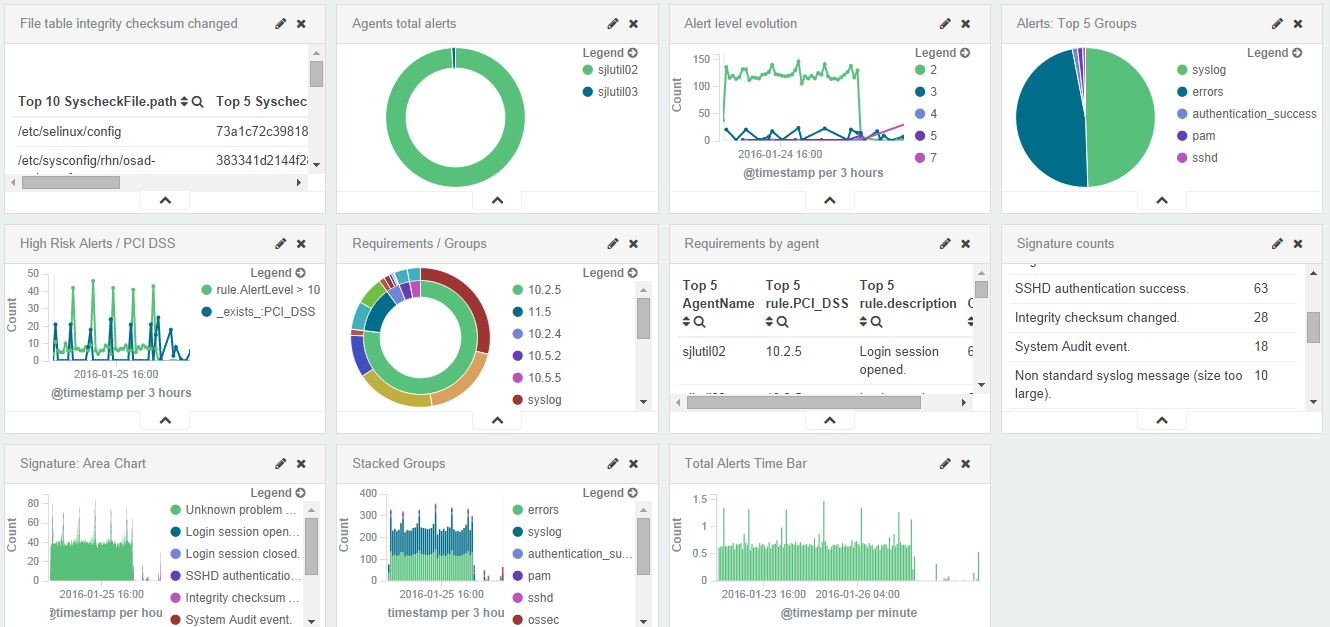 File table integrity checksum changed
Top 10 SyscheckFile.path Top 5 Syschec
/etc/selinux/config 73a1c72c39818
/etc/sysconfig/rhn/osad- 383341d2144f2
Agents total alerts
Legend
sjlutil02
sjlutil03
Alert level evolution
Legend
Count
150
100
50
0
2016-01-24 16:00
@timestamp per 3 hours
2
3
4
5
7
Alerts: Top 5 Groups
Legend
syslog
errors
authentication_success
pam
sshd
High Risk Alerts / PCI DSS
Legend
Count
50
40
30
20
10
0
2016-01-25 16:00
@timestamp per 3 hours
rule.AlertLevel > 10
_exists_:PCI_DSS
Requirements / Groups
Legend
10.2.5
11.5
10.2.4
10.5.2
10.5.5
syslog
Requirements by agent
Top 5 Top 5 Top 5
AgentName rule.PCI_DSS rule.description
sjlutil02 10.2.5 Login session
opened.
Signature counts
SSHD authentication success. 63
Integrity checksum changed. 28
System Audit event. 18
Non standard syslog message (size too 10
large).
Signature: Area Chart
Legend
Count
80
60
40
20
0
2016-01-25 16:00
@timestamp per hou
Unknown problem ...
Login session open...
Login session closed.
SSHD authenticatio...
Integrity checksum ...
System Audit event.
Stacked Groups
Legend
Count
400
300
200
100
0
2016-01-25 16:00
timestamp per 3 hou
errors
syslog
authentication_su...
pam
sshd
ossec
Total Alerts Time Bar
Count
1.5
1
0.5
0
2016-01-23 16:00 2016-01-26 04:00
@timestamp per minute